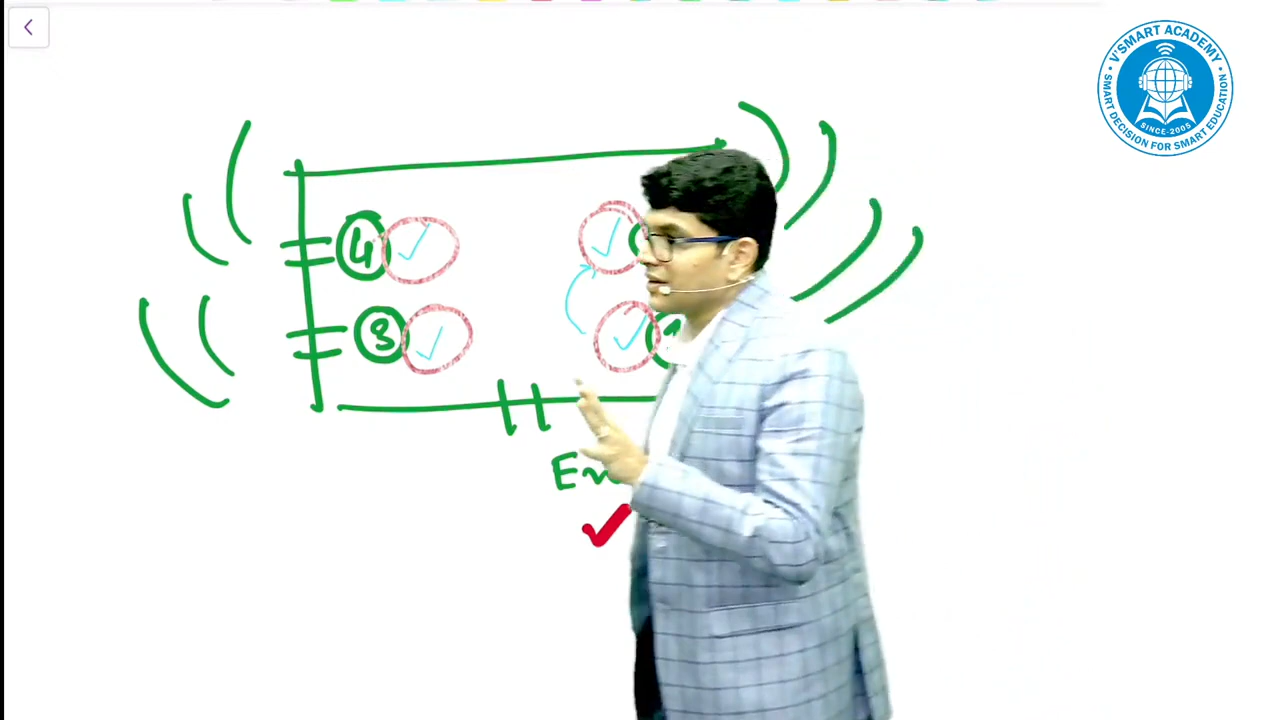 V'SMART ACADEMY
SMART DECISION FOR SMART EDUCATION
SINCE-2005
4
3